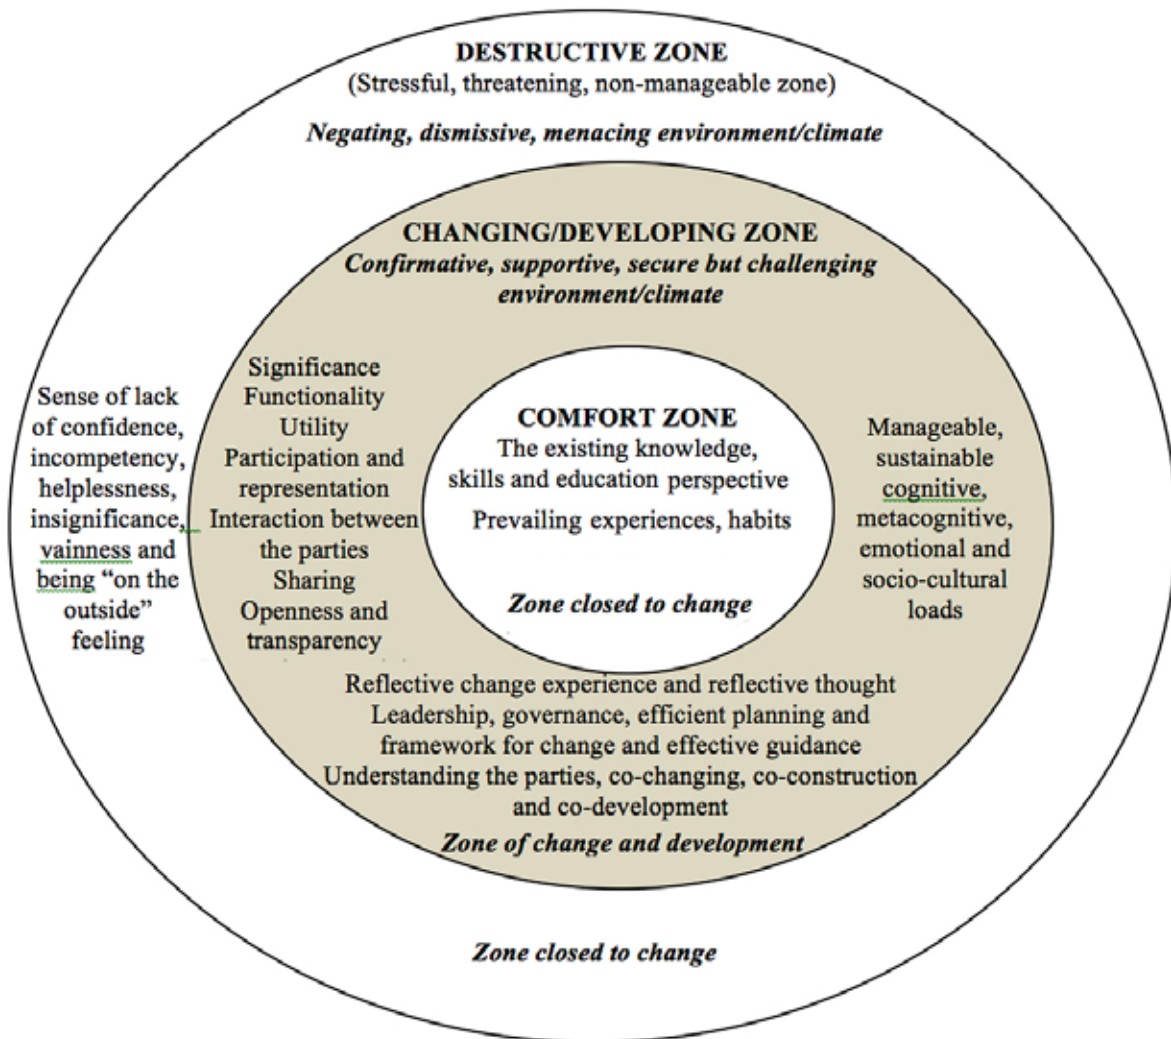 DESTRUCTIVE ZONE
(Stressful, threatening, non-manageable zone)
Negating, dismissive, menacing environment/climate
CHANGING/DEVELOPING ZONE
Confirmative, supportive, secure but challenging
environment/climate
Sense of lack
of confidence,
incompetency,
helplessness,
insignificance,
vainness and
being “on the
outside”
feeling
Significance
Functionality
Utility
Participation and
representation
Interaction between
the parties
Sharing
Openness and
transparency
COMFORT ZONE
The existing knowledge,
skills and education perspective
Prevailing experiences, habits
Zone closed to change
Manageable,
sustainable
cognitive,
metacognitive,
emotional and
socio-cultural
loads
Reflective change experience and reflective thought
Leadership, governance, efficient planning and
framework for change and effective guidance
Understanding the parties, co-changing, co-construction
and co-development
Zone of change and development
Zone closed to change